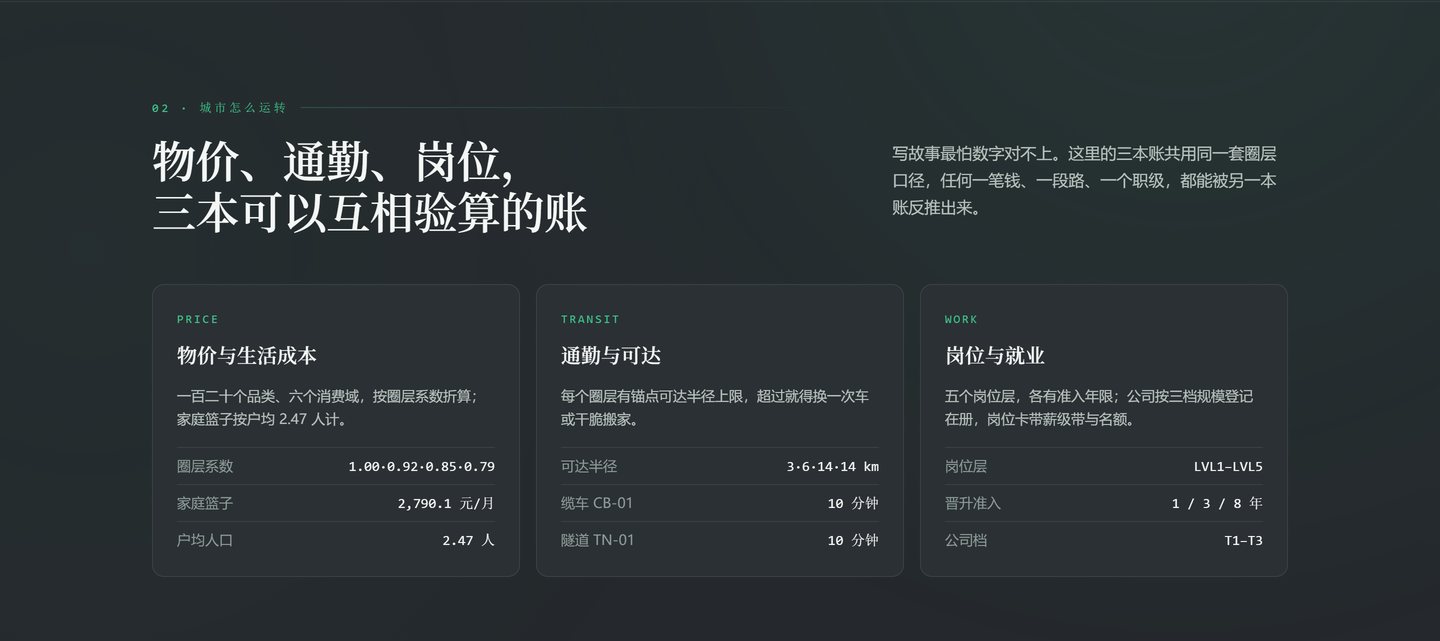 02 · 城市怎么运转
物价、通勤、岗位,
三本可以互相验算的账
写故事最怕数字对不上。这里的三本账共用同一套圈层
口径，任何一笔钱、一段路、一个职级，都能被另一本
账反推出来。
PRICE
物价与生活成本
一百二十个品类、六个消费域，按圈层系数折算；
家庭篮子按户均 2.47 人计。
圈层系数 1.00·0.92·0.85·0.79
家庭篮子 2,790.1 元/月
户均人口 2.47 人
TRANSIT
通勤与可达
每个圈层有锚点可达半径上限，超过就得换一次车
或干脆搬家。
可达半径 3·6·14·14 km
缆车 CB-01 10 分钟
隧道 TN-01 10 分钟
WORK
岗位与就业
五个岗位层，各有准入年限；公司按三档规模登记
在册，岗位卡带薪级带与名额。
岗位层 LVL1–LVL5
晋升准入 1 / 3 / 8 年
公司档 T1–T3